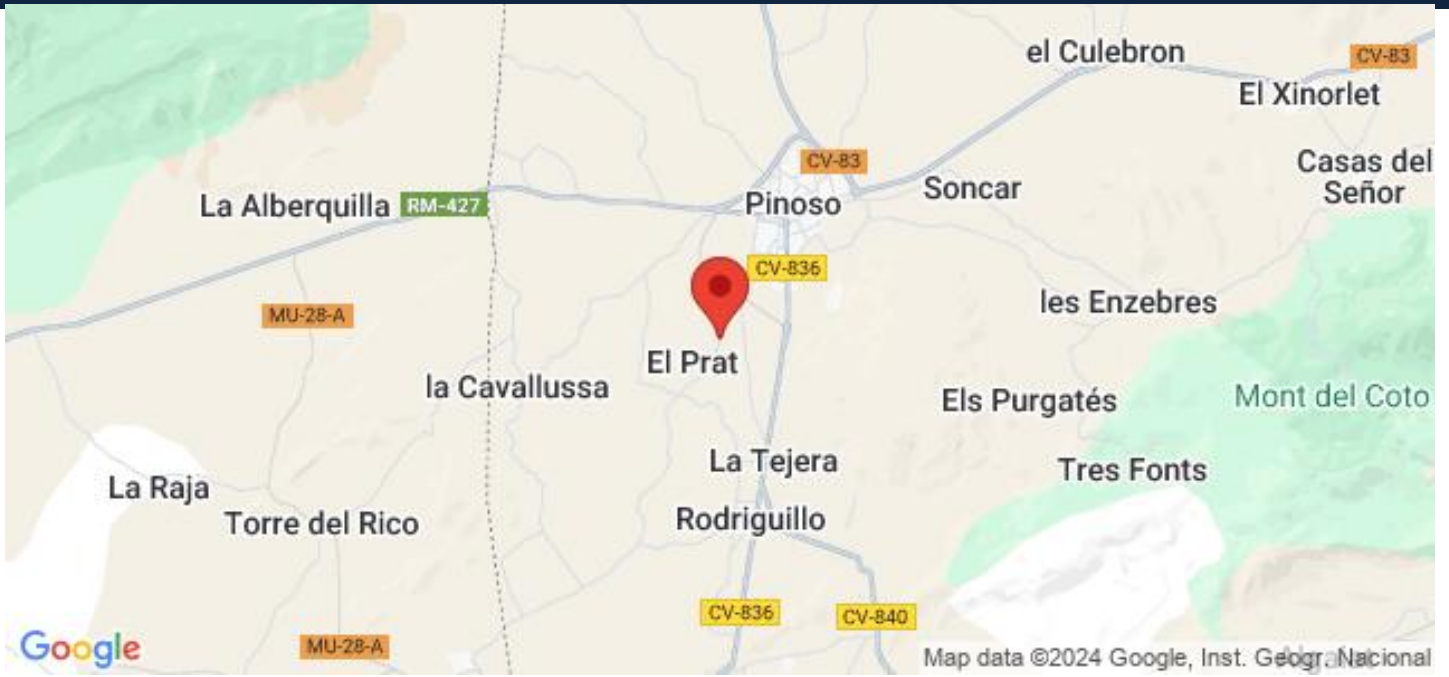 el Culebron
CV-83
El Xinorlet
CV-83
Casas del
Señor
La Alberquilla
RM-427
Pinoso
Soncar
CV-836
MU-28-A
les Enzebres
El Prat
la Cavallussa
Els Purgatés
Mont del Coto
La Tejera
Tres Fonts
La Raja
Torre del Rico
Rodriguillo
CV-836
CV-840
Google
MU-28-A
Map data ©2024 Google, Inst. Geogr. Nacional